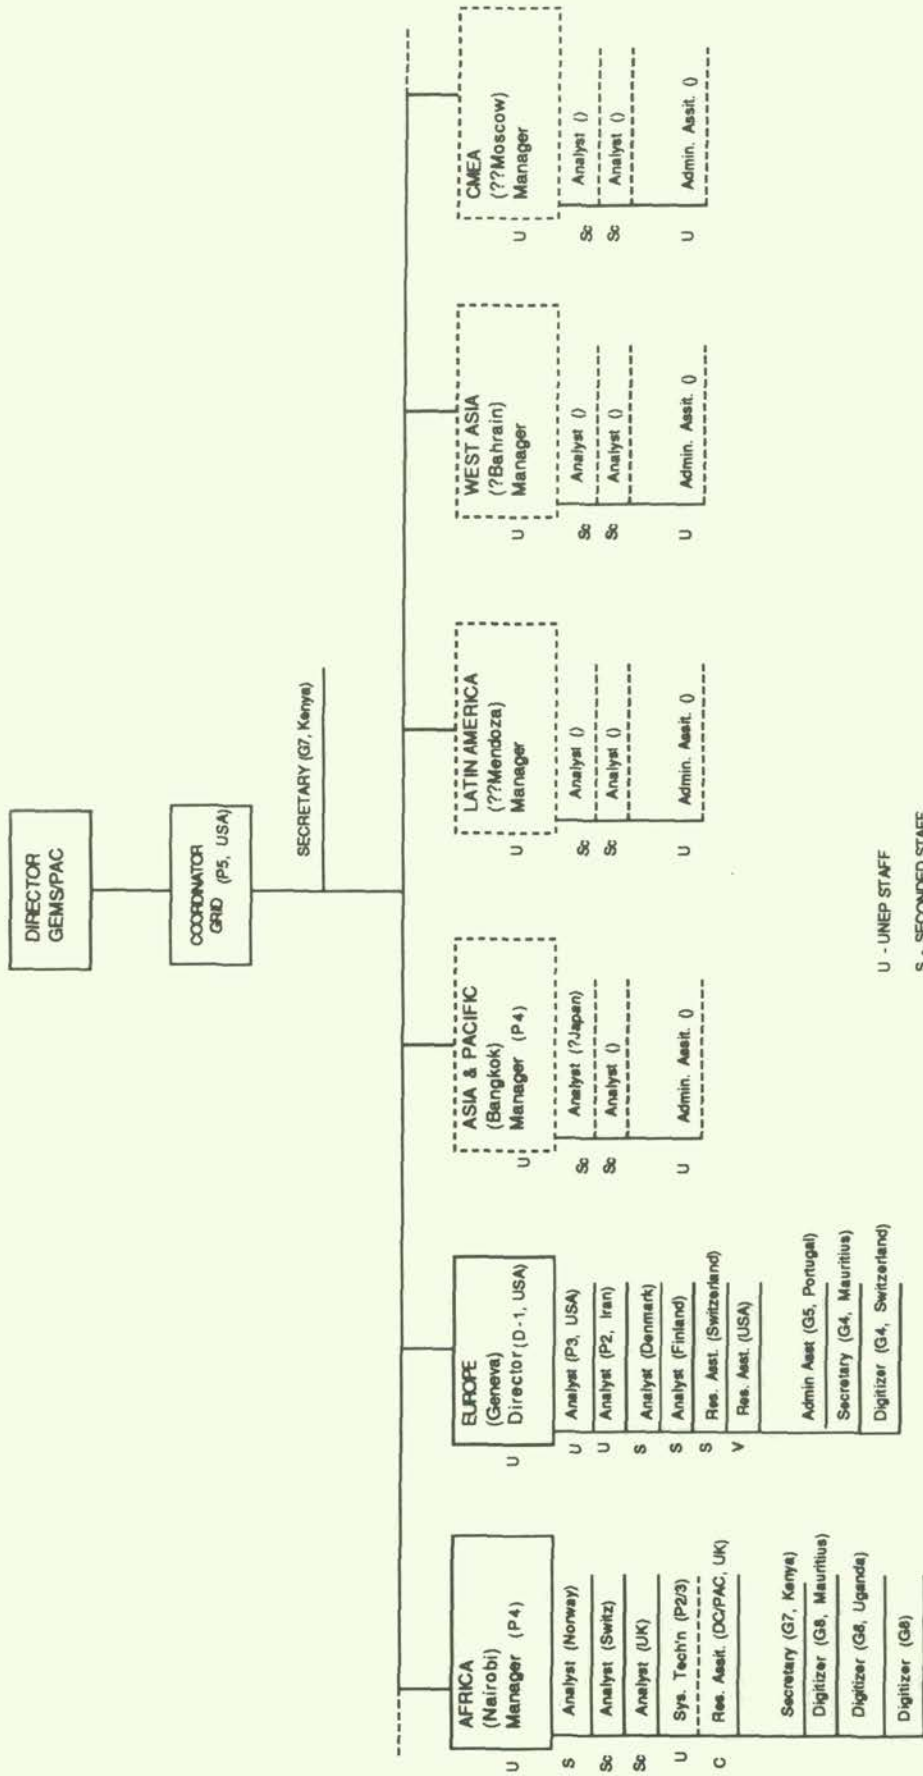 DIRECTOR
GEMS/PAC
COORDINATOR
GRID (P5, USA)
SECRETARY (G7, Kenya)
AFRICA
(Nairobi)
U Manager (P4)
S Analyst (Norway)
Sc Analyst (Switz)
Sc Analyst (UK)
U Sys. Tech'n (P2/3)
C Res. Assit. (DC/PAC, UK)
Secretary (G7, Kenya)
Digitizer (G8, Mauritius)
Digitizer (G8, Uganda)
Digitizer (G8)
EUROPE
(Geneva)
U Director (D-1, USA)
U Analyst (P3, USA)
U Analyst (P2, Iran)
S Analyst (Denmark)
S Analyst (Finland)
S Res. Asst. (Switzerland)
V Res. Asst. (USA)
Admin Asst (G5, Portugal)
Secretary (G4, Mauritius)
Digitizer (G4, Switzerland)
ASIA & PACIFIC
(Bangkok)
U Manager (P4)
Sc Analyst (?Japan)
Sc Analyst ()
U Admin. Assit. ()
LATIN AMERICA
(??Mendoza)
U Manager
Sc Analyst ()
Sc Analyst ()
U Admin. Assit. ()
WEST ASIA
(?Bahrain)
U Manager
Sc Analyst ()
Sc Analyst ()
U Admin. Assit. ()
CMEA
(??Moscow)
U Manager
Sc Analyst ()
Sc Analyst ()
U Admin. Assit. ()
U - UNEP STAFF
S - SECONDED STAFF